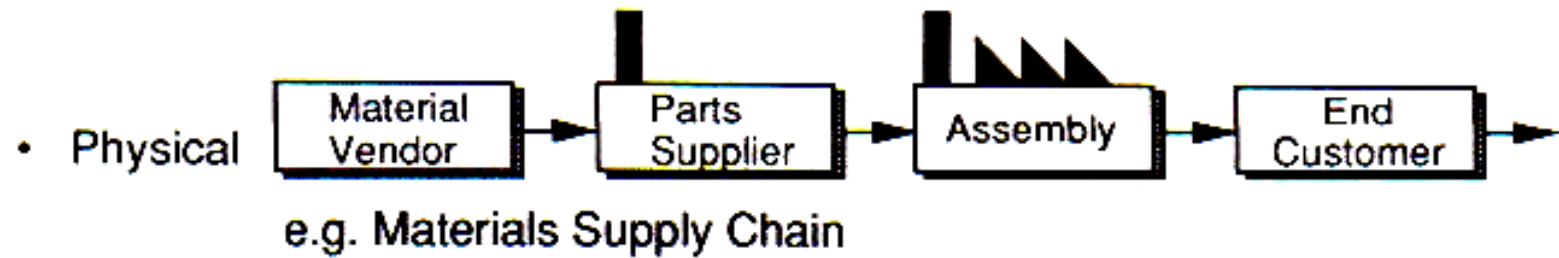 • Physical
Material
Vendor
Parts
Supplier
Assembly
End
Customer
e.g. Materials Supply Chain